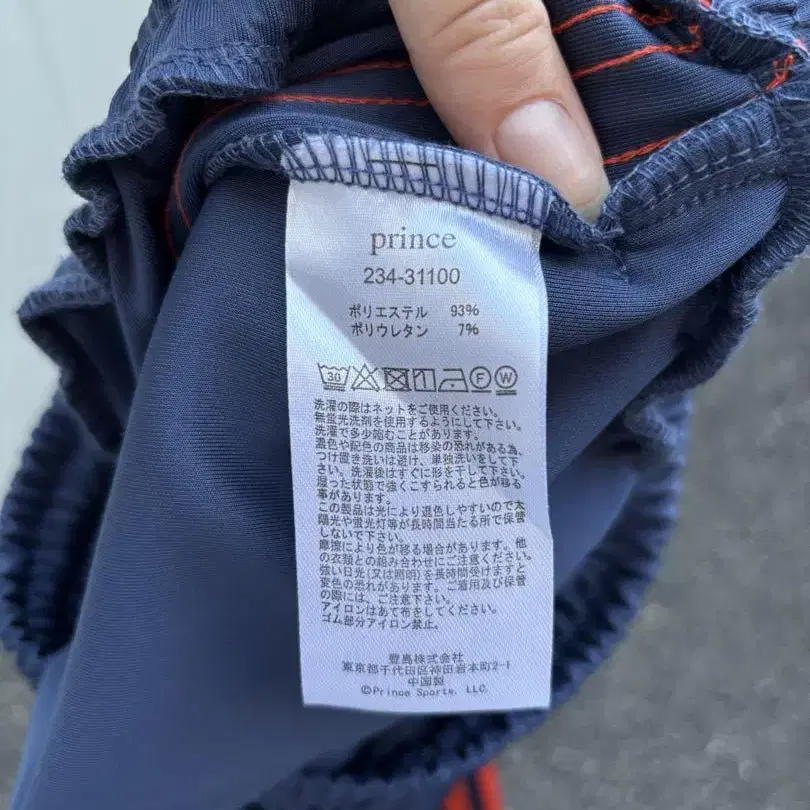 prince
234-31100
ポリエステル 93%
ポリウレタン 7%
30
F
W
洗濯の際はネットをご使用ください。
無蛍光洗剤を使用するようにして下さい。
洗濯で多少縮むことがあります。
濃色や配色の商品は移染の恐れがある為、
つけ置き洗いは避け、単独洗いをして下
さい。洗濯後はすぐに形を干して下さい。
湿った状態で強くこすられると色が移る
事があります。
この製品は光により退色しやすいので太
陽光や蛍光灯等が長時間当たる所で保管
しないで下さい。
摩擦により色が移る場合があります。他
の衣類との組み合わせにご注意ください。
強い日光(又は照明)を長時間受けますと
変色の恐れがあります。ご着用及び保管
の際には、ご注意下さい。
アイロンはあて布をしてください。
ゴム部分アイロン禁止。
豊島株式会社
東京都千代田区神田岩本町2-1
中国製
©Prince Sports, LLC.